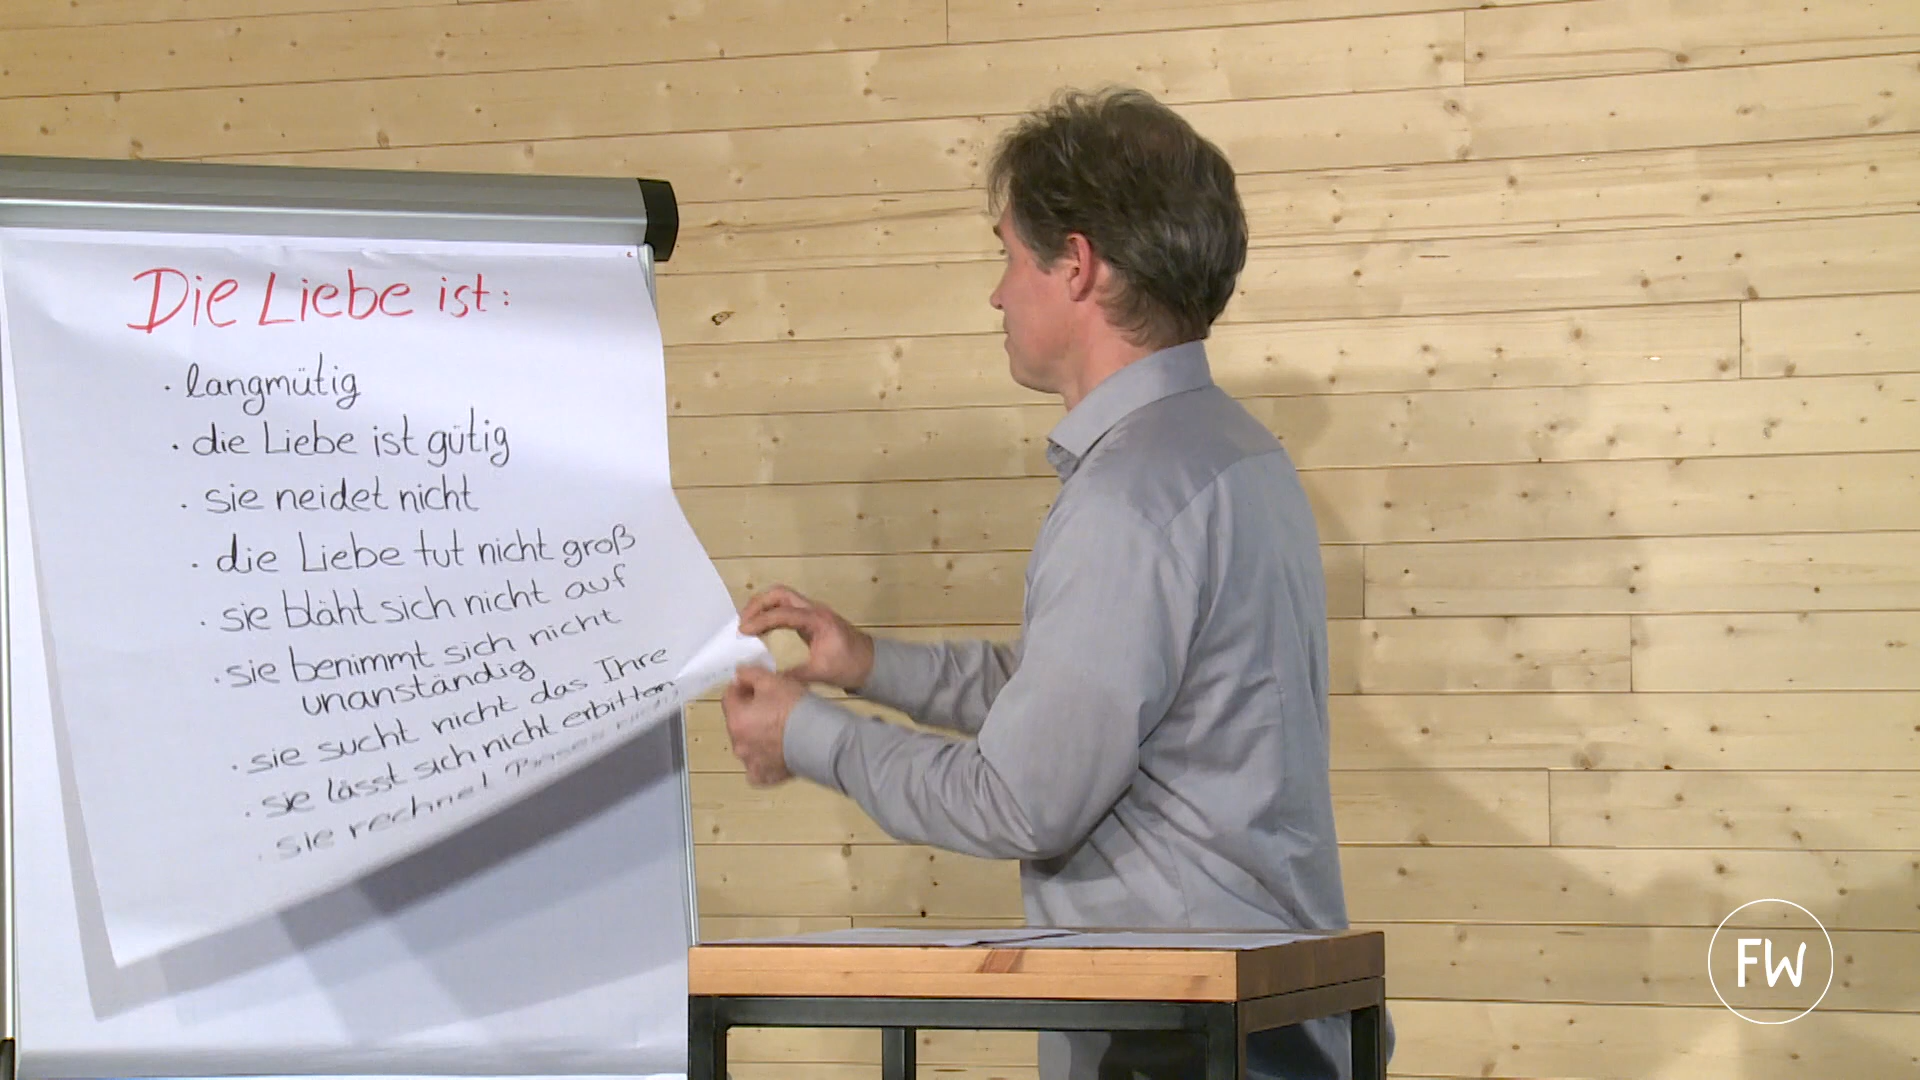 Die Liebe ist:
· langmütig
· die Liebe ist gütig
· sie neidet nicht
· die Liebe tut nicht groß
· sie bläht sich nicht auf
· sie benimmt sich nicht
unanständig
· sie sucht nicht das Ihre
· sie lässt sich nicht erbittern
· sie rechnet Böses nicht
FW